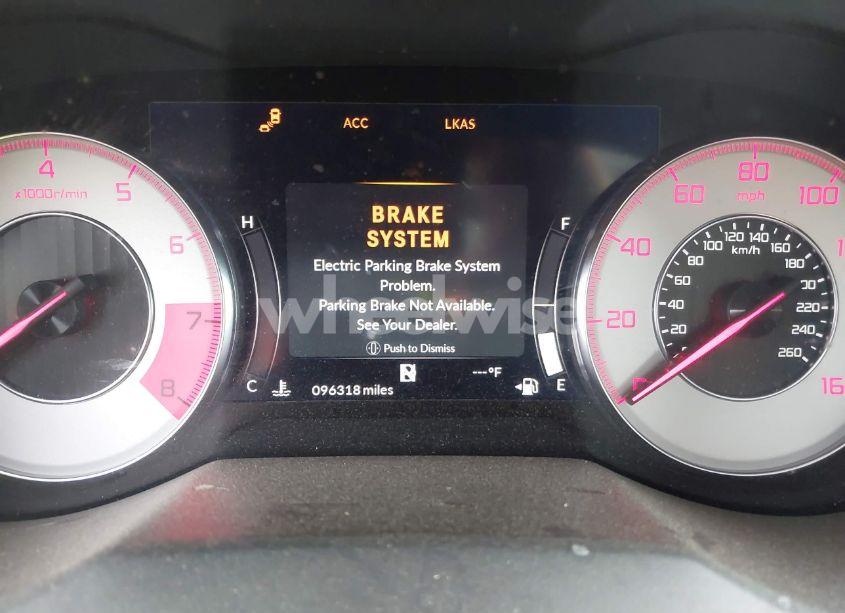 ACC
LKAS
4
5
6
7
8
x1000r/min
H
C
BRAKE
SYSTEM
Electric Parking Brake System
Problem.
Parking Brake Not Available.
See Your Dealer.
Push to Dismiss
096318 miles
---°F
F
E
20
40
60
80
100
mph
20
40
60
80
100
120
140
160
180
220
240
260
km/h
wheelwise